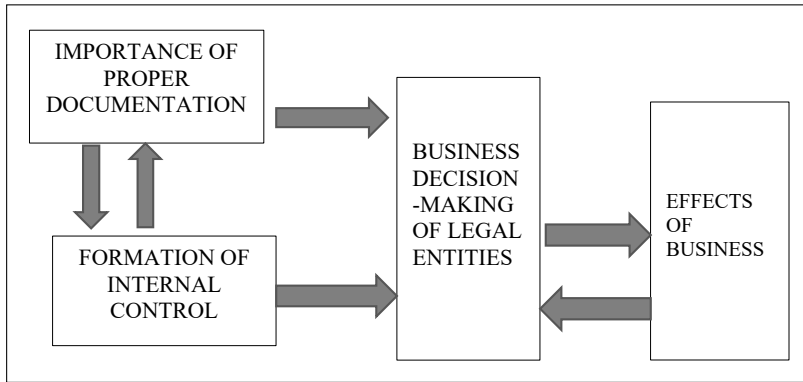 IMPORTANCE OF
PROPER
DOCUMENTATION
FORMATION OF
INTERNAL
CONTROL
BUSINESS
DECISION
-MAKING
OF LEGAL
ENTITIES
EFFECTS
OF
BUSINESS